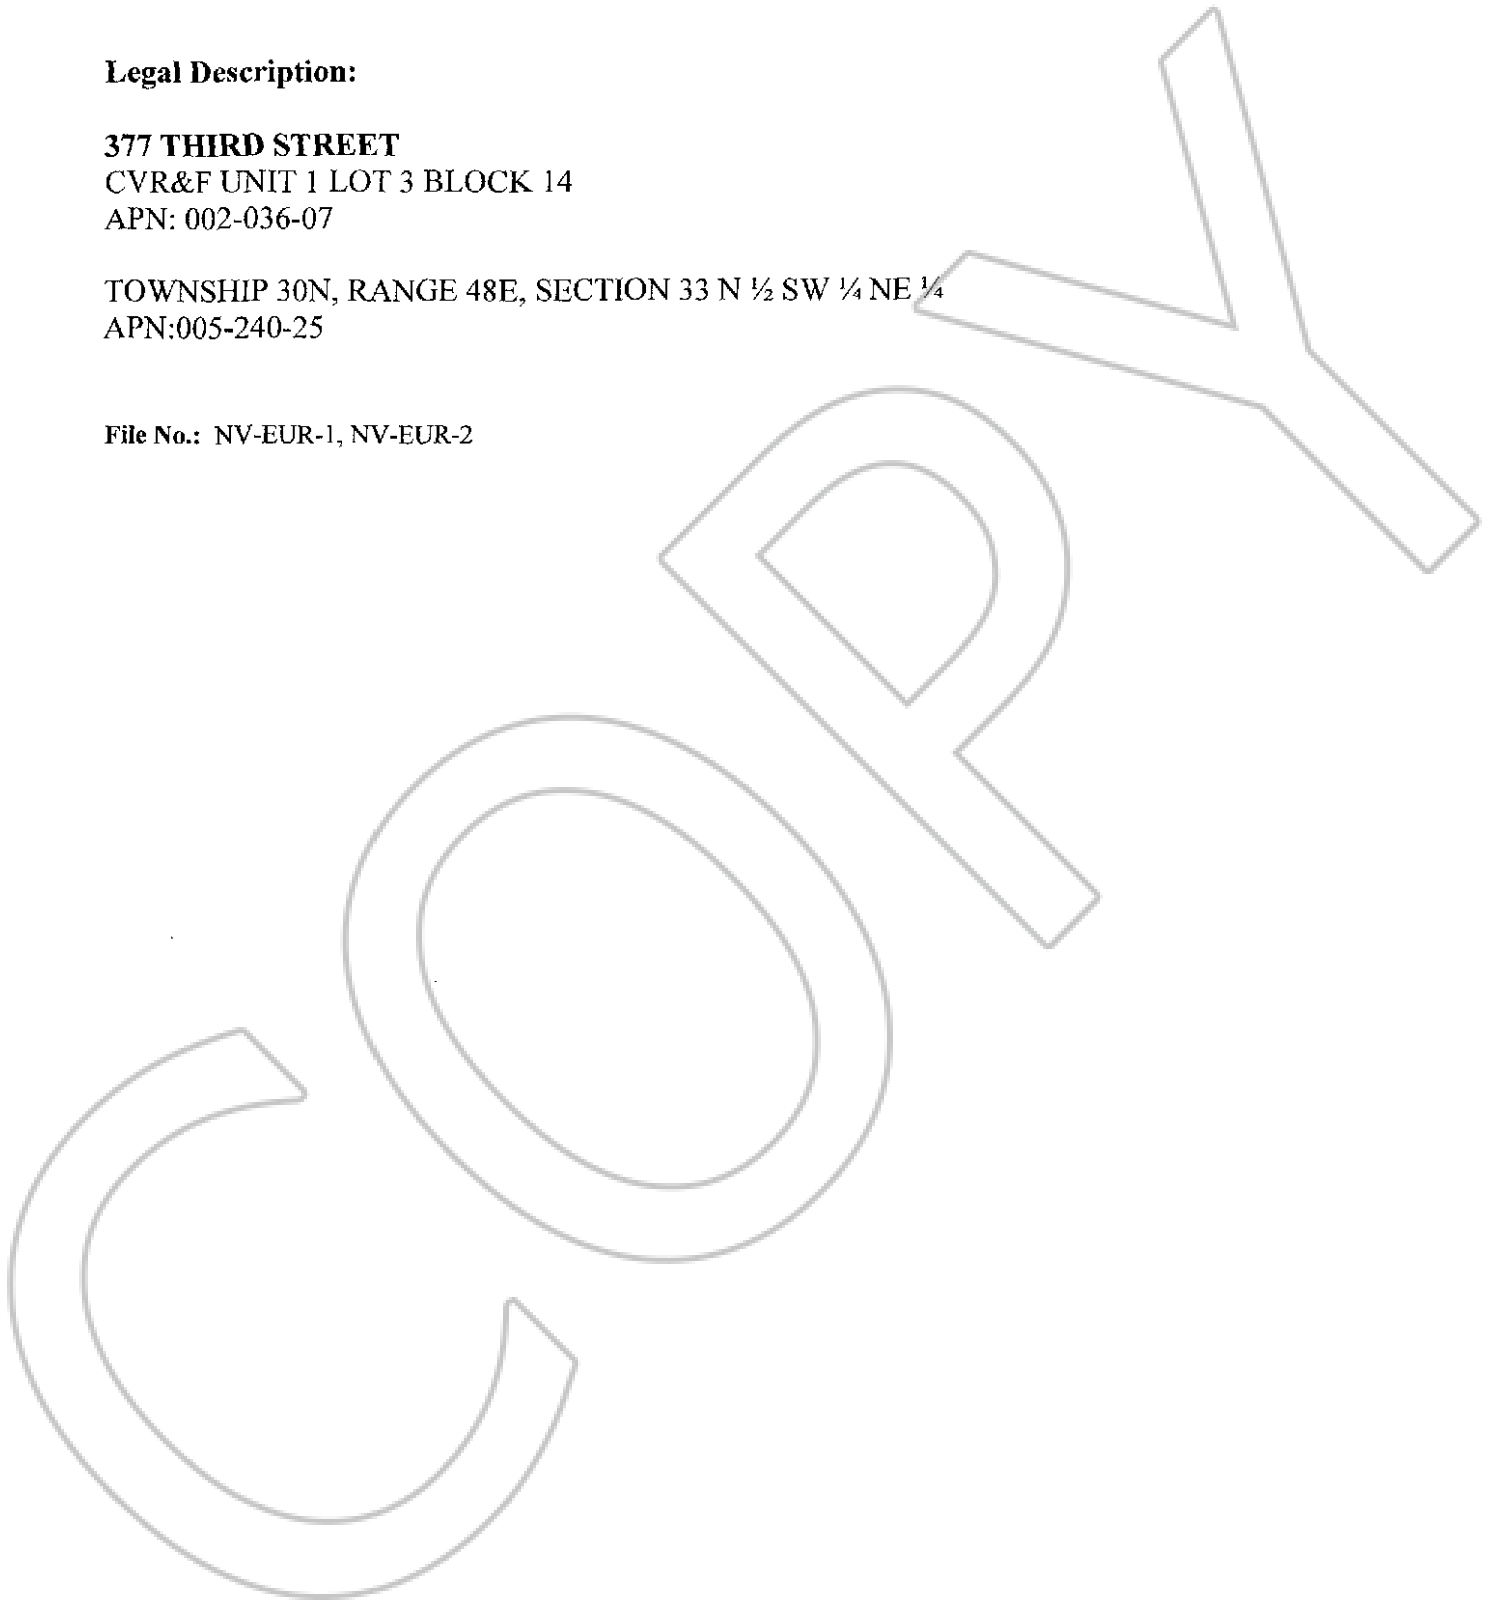 Legal Description:
377 THIRD STREET
CVR&F UNIT 1 LOT 3 BLOCK 14
APN: 002-036-07
TOWNSHIP 30N, RANGE 48E, SECTION 33 N ½ SW ¼ NE ¼
APN:005-240-25
File No.: NV-EUR-1, NV-EUR-2
COPY